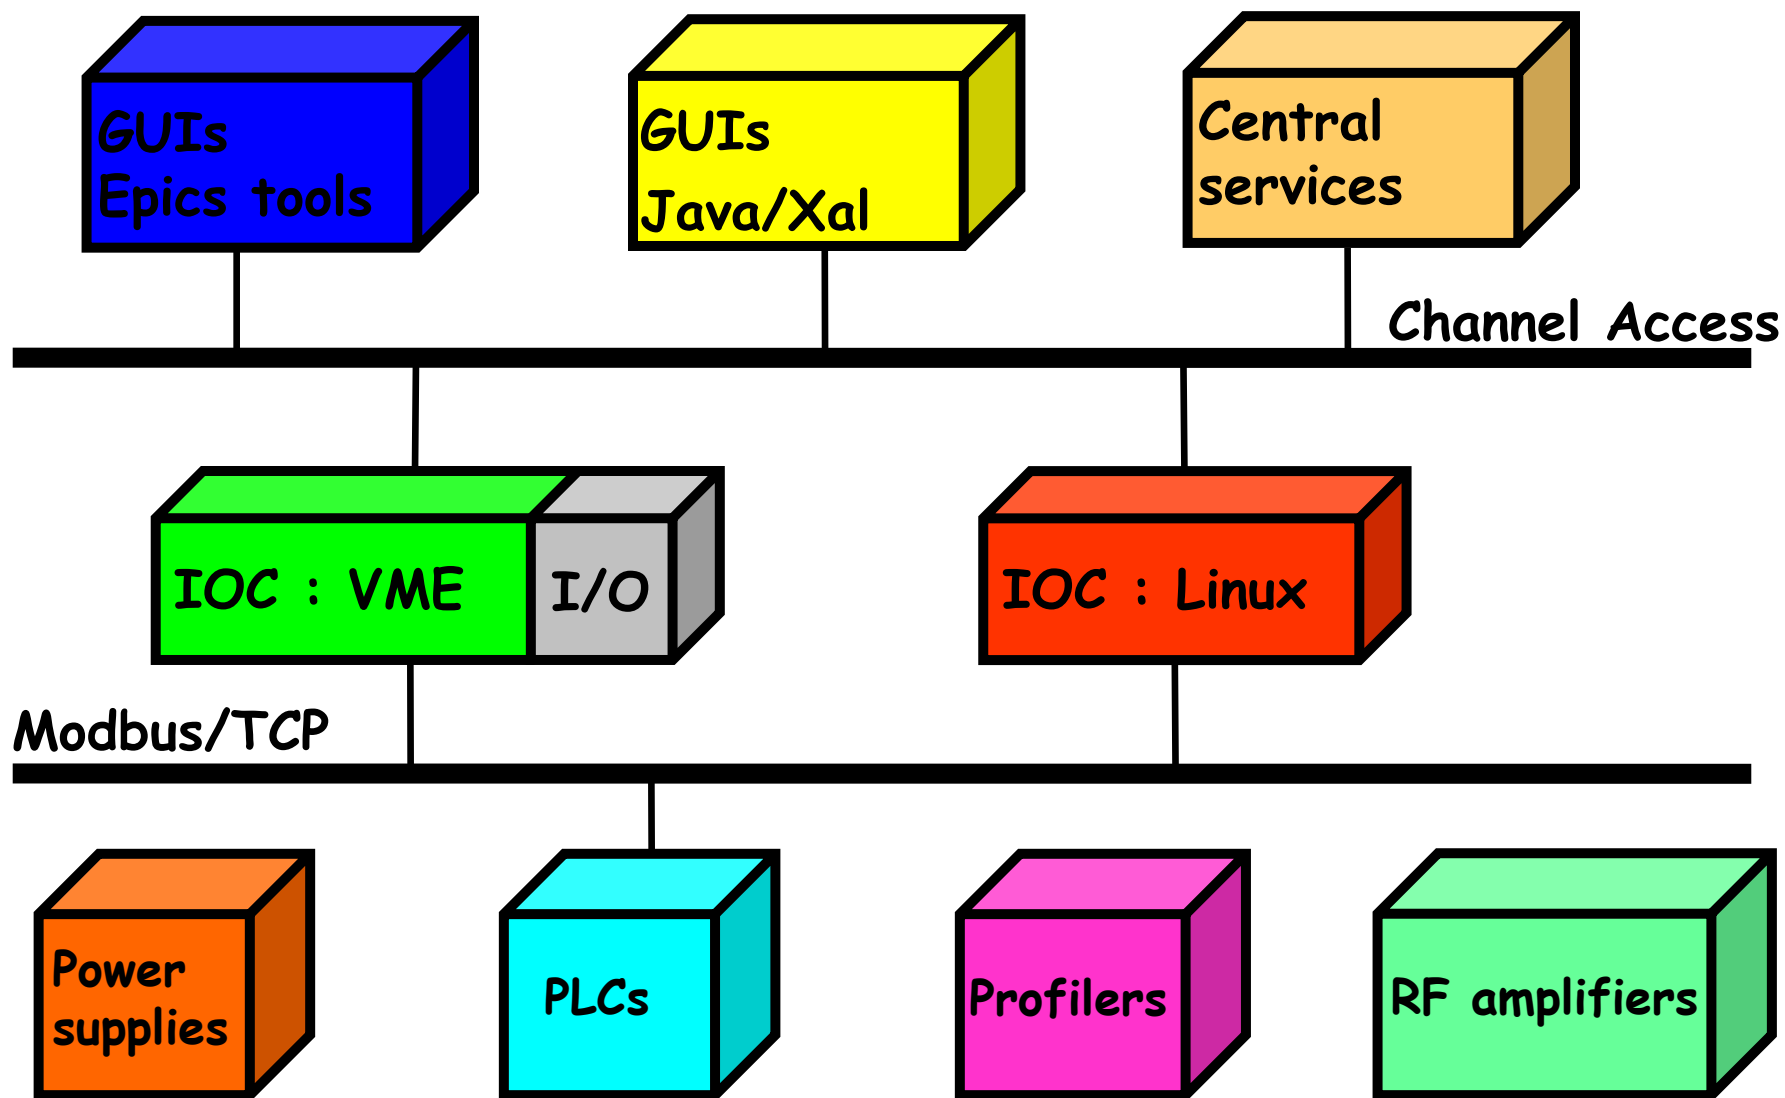 GUIs
Epics tools
GUIs
Java/Xal
Central
services
Channel Access
IOC : VME
I/O
IOC : Linux
Modbus/TCP
Power
supplies
PLCs
Profilers
RF amplifiers